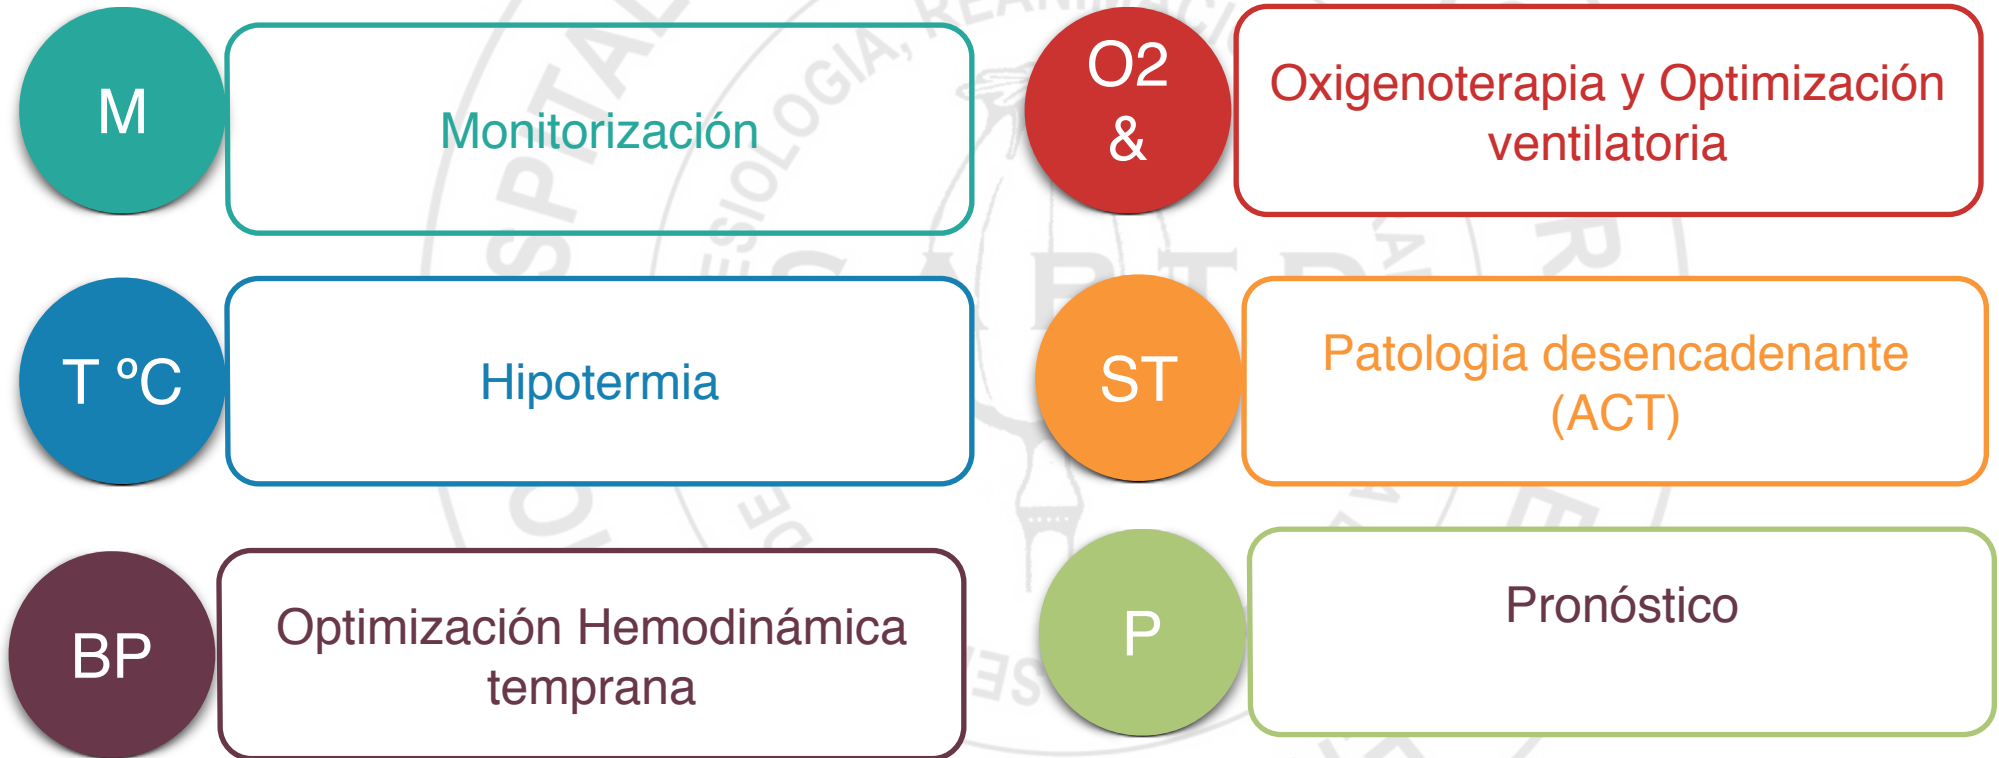 M
Monitorización
O2
&
Oxigenoterapia y Optimización
ventilatoria
T ºC
Hipotermia
ST
Patologia desencadenante
(ACT)
BP
Optimización Hemodinámica
temprana
P
Pronóstico